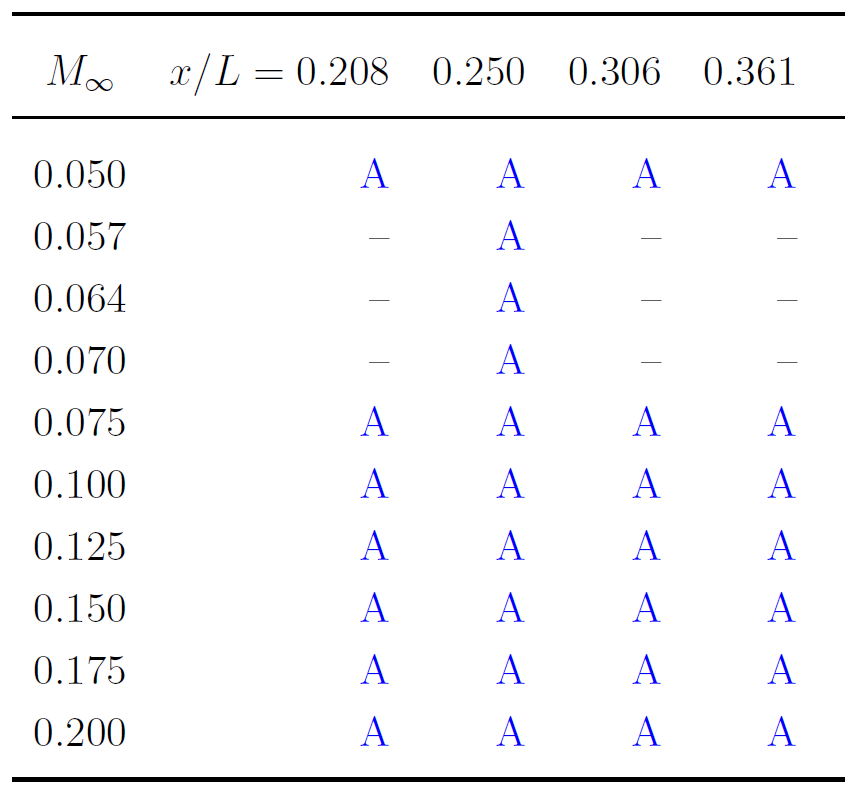 M∞ x/L = 0.208 0.250 0.306 0.361
0.050 A A A A
0.057 – A – –
0.064 – A – –
0.070 – A – –
0.075 A A A A
0.100 A A A A
0.125 A A A A
0.150 A A A A
0.175 A A A A
0.200 A A A A